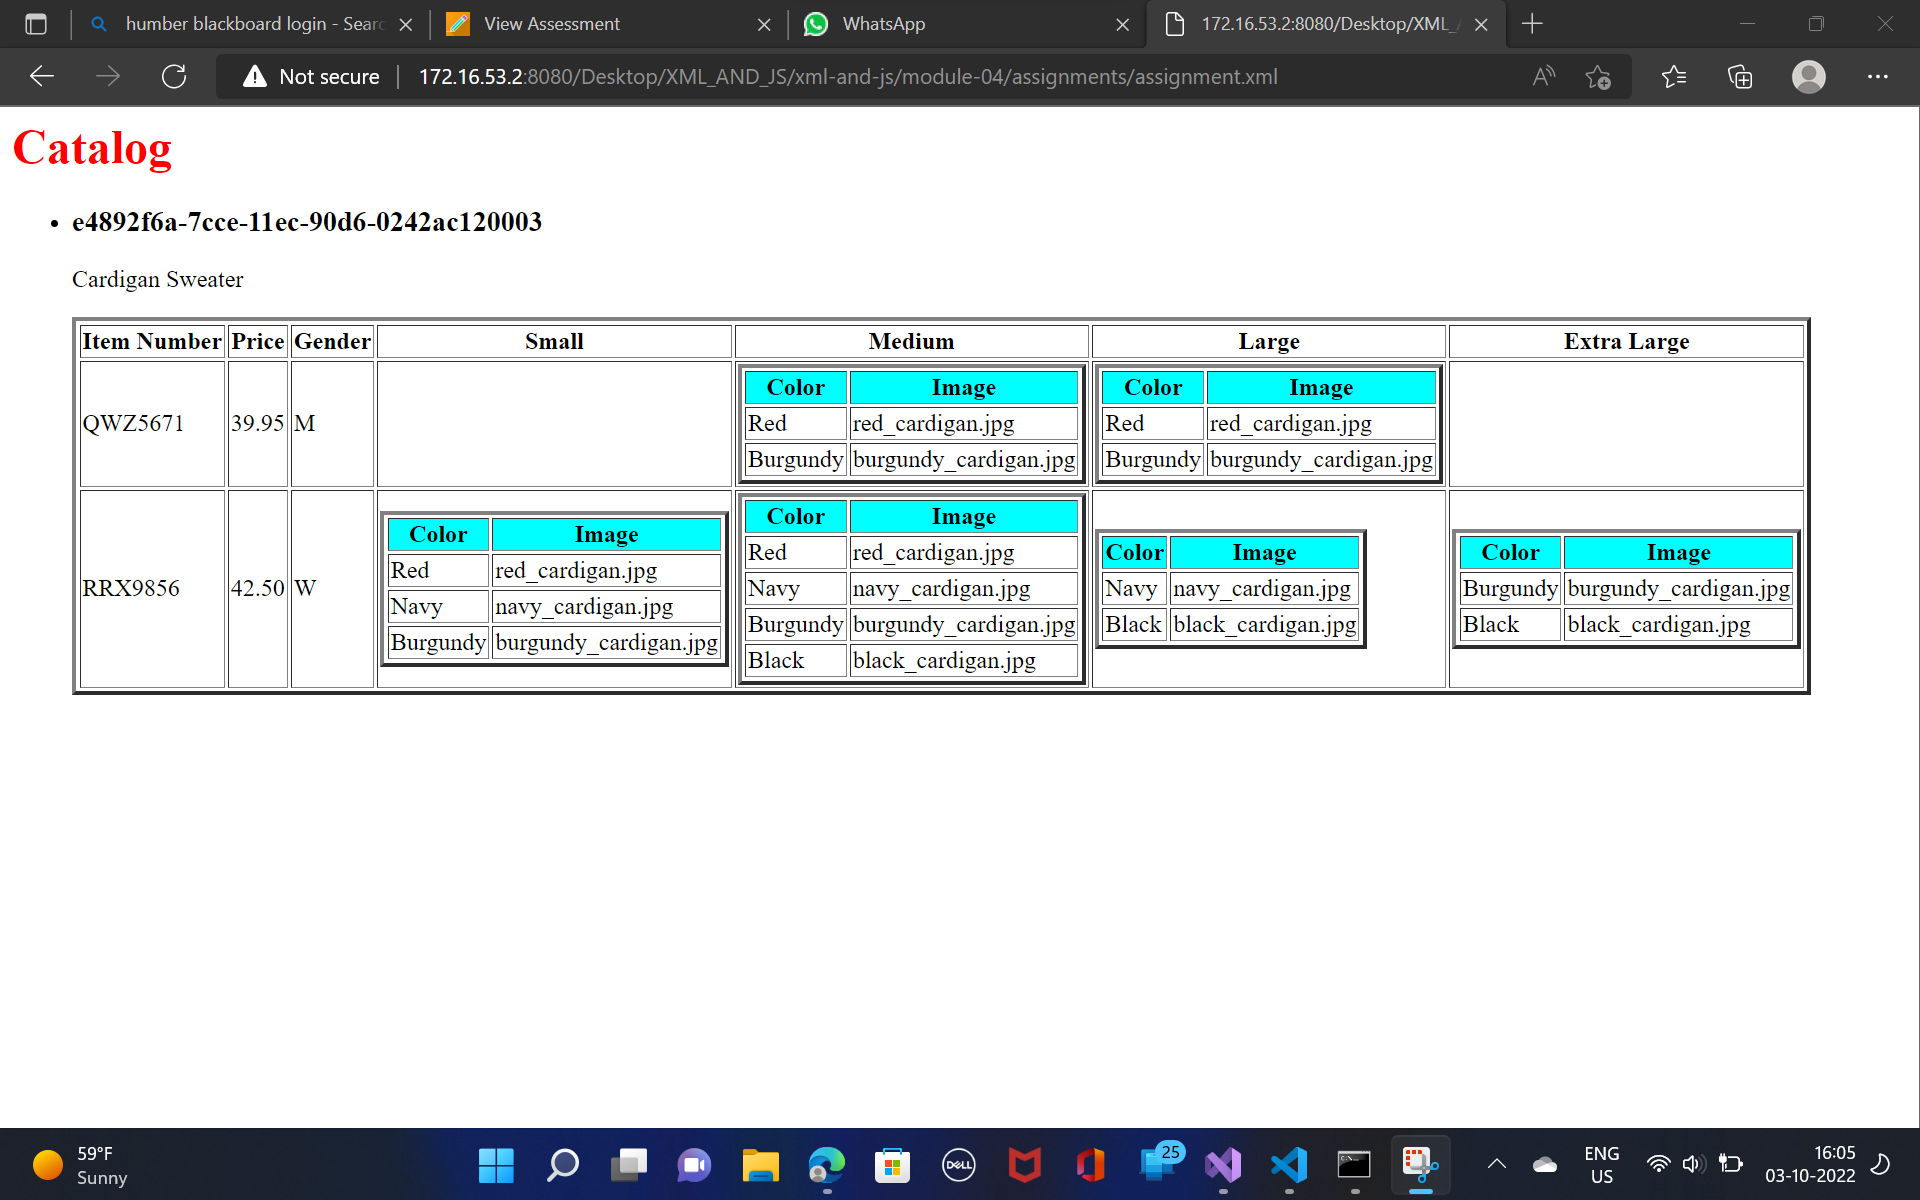 humber blackboard login - Searc
View Assessment
WhatsApp
172.16.53.2:8080/Desktop/XML_
Not secure
172.16.53.2:8080/Desktop/XML_AND_JS/xml-and-js/module-04/assignments/assignment.xml
Catalog
e4892f6a-7cce-11ec-90d6-0242ac120003
Cardigan Sweater
Item Number Price Gender Small Medium Large Extra Large
QWZ5671 39.95 M
Color Image
Red red_cardigan.jpg
Burgundy burgundy_cardigan.jpg
Color Image
Red red_cardigan.jpg
Burgundy burgundy_cardigan.jpg
RRX9856 42.50 W
Color Image
Red red_cardigan.jpg
Navy navy_cardigan.jpg
Burgundy burgundy_cardigan.jpg
Color Image
Red red_cardigan.jpg
Navy navy_cardigan.jpg
Burgundy burgundy_cardigan.jpg
Black black_cardigan.jpg
Color Image
Navy navy_cardigan.jpg
Black black_cardigan.jpg
Color Image
Burgundy burgundy_cardigan.jpg
Black black_cardigan.jpg
59°F
Sunny
DELL
25
ENG
US
16:05
03-10-2022